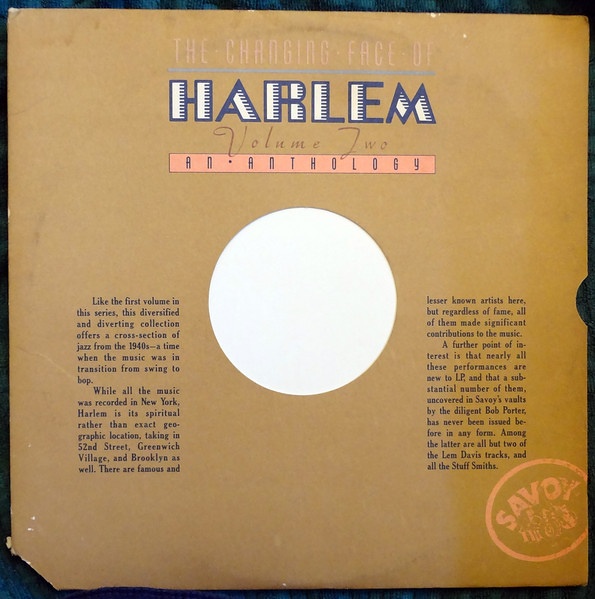 THE·CHANGING·FACE·OF
HARLEM
Volume Two
AN·ANTHOLOGY
Like the first volume in
this series, this diversified
and diverting collection
offers a cross-section of
jazz from the 1940s—a time
when the music was in
transition from swing to
bop.
While all the music
was recorded in New York,
Harlem is its spiritual
rather than exact geo-
graphic location, taking in
52nd Street, Greenwich
Village, and Brooklyn as
well. There are famous and
lesser known artists here,
but regardless of fame, all
of them made significant
contributions to the music.
A further point of in-
terest is that nearly all
these performances are
new to LP, and that a sub-
stantial number of them,
uncovered in Savoy's vaults
by the diligent Bob Porter,
has never been issued be-
fore in any form. Among
the latter are all but two of
the Lem Davis tracks, and
all the Stuff Smiths.
SAVOY